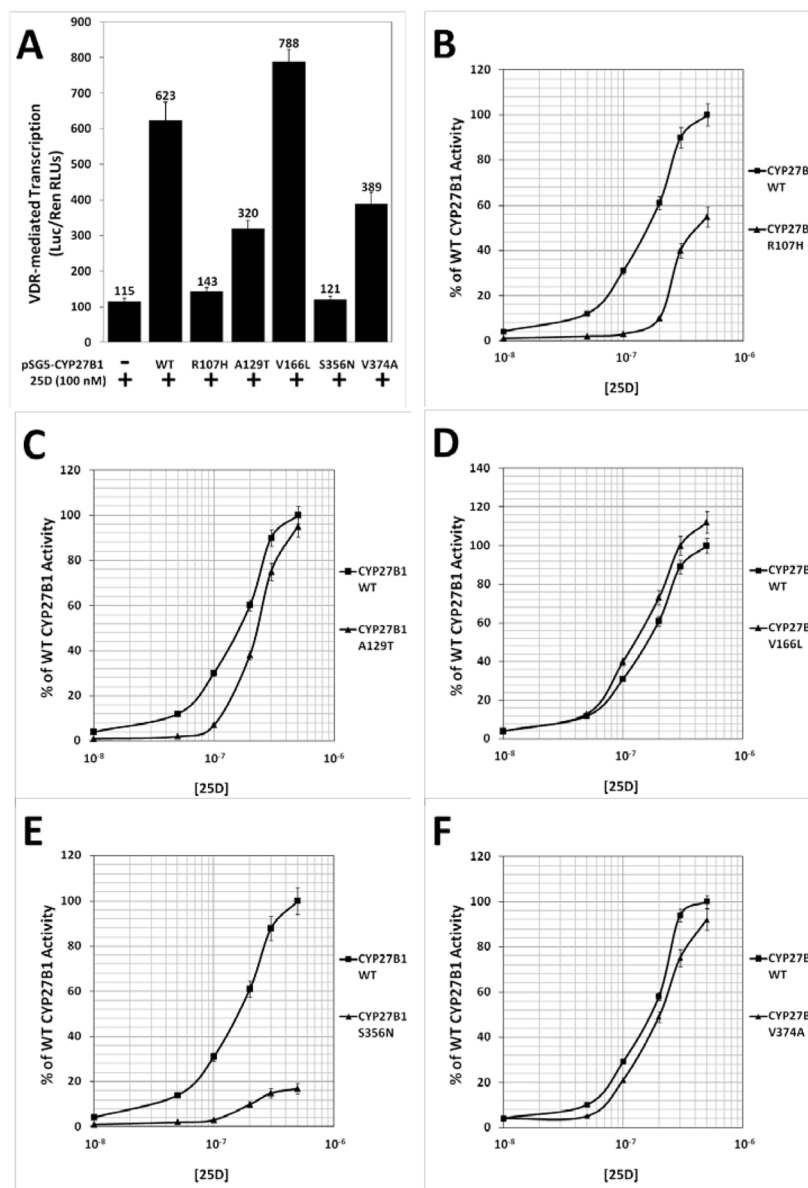 A
VDR-mediated Transcription
(Luc/Ren RLUs)
900
800
700
600
500
400
300
200
100
0
115
623
143
320
788
121
389
pSG5-CYP27B1 – WT R107H A129T V166L S356N V374A
25D (100 nM) + + + + + + +
B
% of WT CYP27B1 Activity
120
100
80
60
40
20
0
10-8 10-7 10-6
[25D]
CYP27B
WT
CYP27B
R107H
C
% of WT CYP27B1 Activity
120
100
80
60
40
20
0
10-8 10-7 10-6
[25D]
CYP27B1
WT
CYP27B1
A129T
D
% of WT CYP27B1 Activity
140
120
100
80
60
40
20
0
10-8 10-7 10-6
[25D]
CYP27B
WT
CYP27B
V166L
E
% of WT CYP27B1 Activity
120
100
80
60
40
20
0
10-8 10-7 10-6
[25D]
CYP27B1
WT
CYP27B1
S356N
F
% of WT CYP27B1 Activity
120
100
80
60
40
20
0
10-8 10-7 10-6
[25D]
CYP27B
WT
CYP27B
V374A